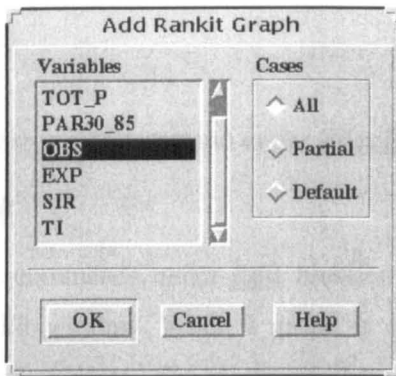 Add Rankit Graph
Variables
TOT_P
PAR30_85
OBS
EXP
SIR
TI
Cases
All
Partial
Default
OK
Cancel
Help